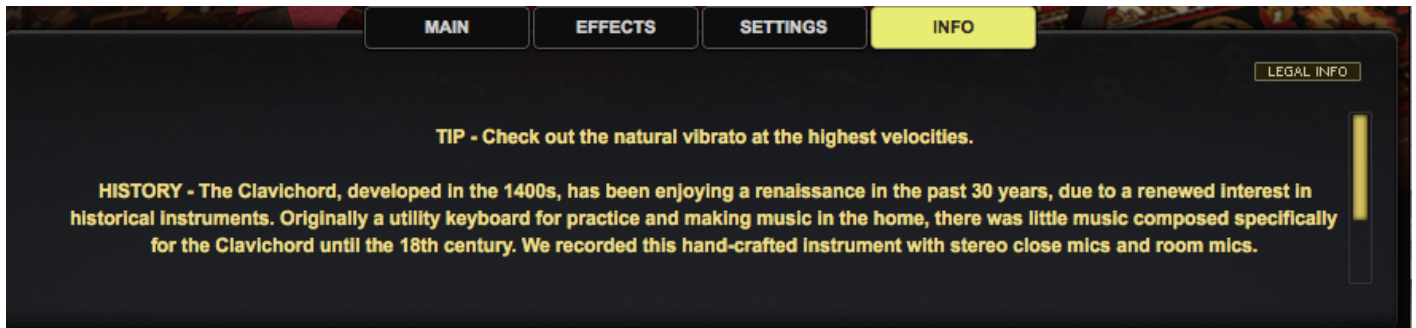 MAIN EFFECTS SETTINGS INFO
LEGAL INFO
TIP - Check out the natural vibrato at the highest velocities.
HISTORY - The Clavichord, developed in the 1400s, has been enjoying a renaissance in the past 30 years, due to a renewed interest in
historical instruments. Originally a utility keyboard for practice and making music in the home, there was little music composed specifically
for the Clavichord until the 18th century. We recorded this hand-crafted instrument with stereo close mics and room mics.